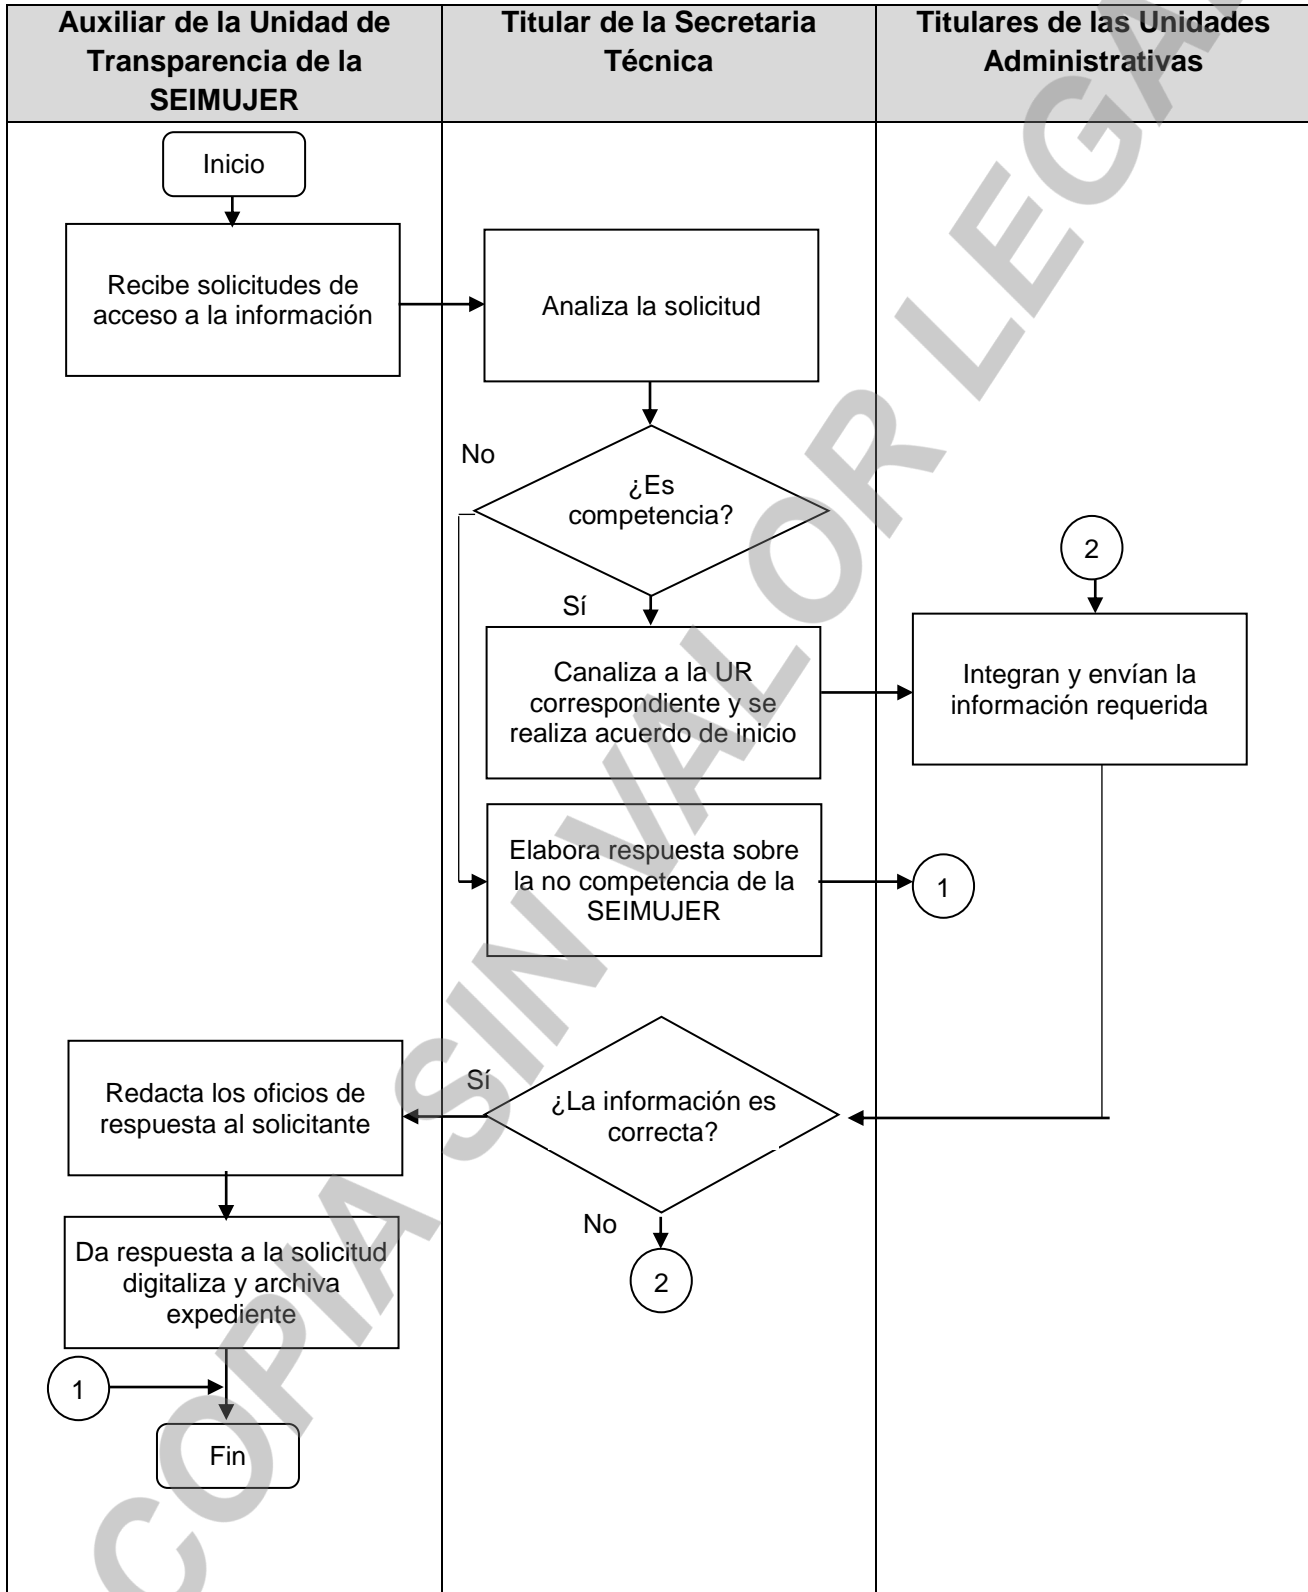 Auxiliar de la Unidad de
Transparencia de la
SEIMUJER
Titular de la Secretaria
Técnica
Titulares de las Unidades
Administrativas
Inicio
Recibe solicitudes de
acceso a la información
Analiza la solicitud
No
¿Es
competencia?
Sí
2
Canaliza a la UR
correspondiente y se
realiza acuerdo de inicio
Integran y envían la
información requerida
Elabora respuesta sobre
la no competencia de la
SEIMUJER
1
Redacta los oficios de
respuesta al solicitante
Sí
¿La información es
correcta?
No
2
Da respuesta a la solicitud
digitaliza y archiva
expediente
1
Fin
COPIA SIN VALOR LEGAL